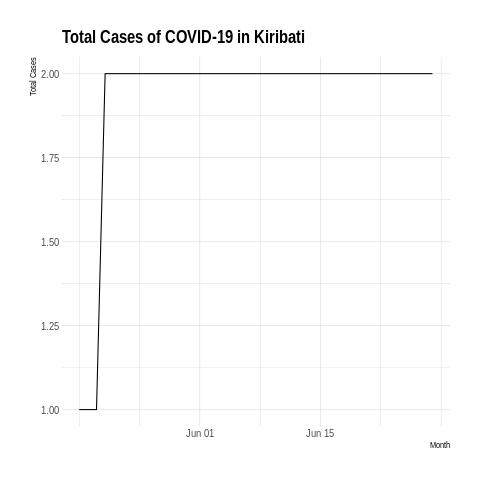 Total Cases of COVID-19 in Kiribati
Total Cases
2.00
1.75
1.50
1.25
1.00
Jun 01
Jun 15
Month